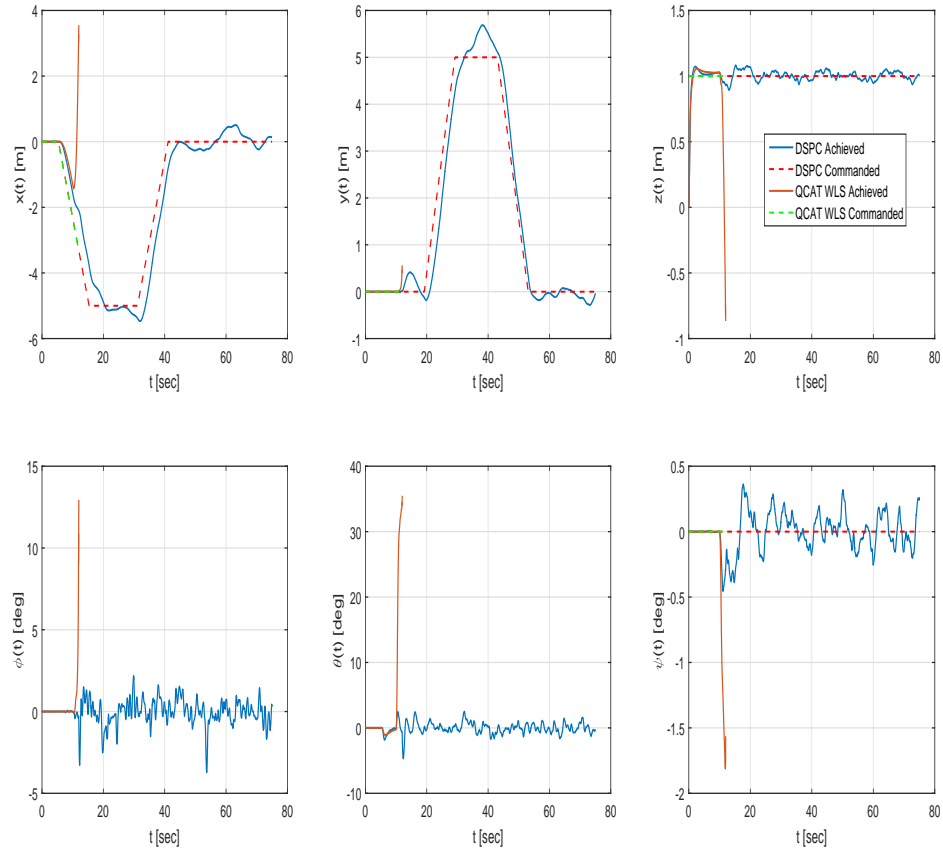 4
2
0
-2
-4
-6
x(t) [m]
0 20 40 60 80
t [sec]
6
5
4
3
2
1
0
-1
y(t) [m]
0 20 40 60 80
t [sec]
1.5
1
0.5
0
-0.5
-1
z(t) [m]
0 20 40 60 80
t [sec]
DSPC Achieved
DSPC Commanded
QCAT WLS Achieved
QCAT WLS Commanded
15
10
5
0
-5
ϕ(t) [deg]
0 20 40 60 80
t [sec]
40
30
20
10
0
-10
θ(t) [deg]
0 20 40 60 80
t [sec]
0.5
0
-0.5
-1
-1.5
-2
ψ(t) [deg]
0 20 40 60 80
t [sec]